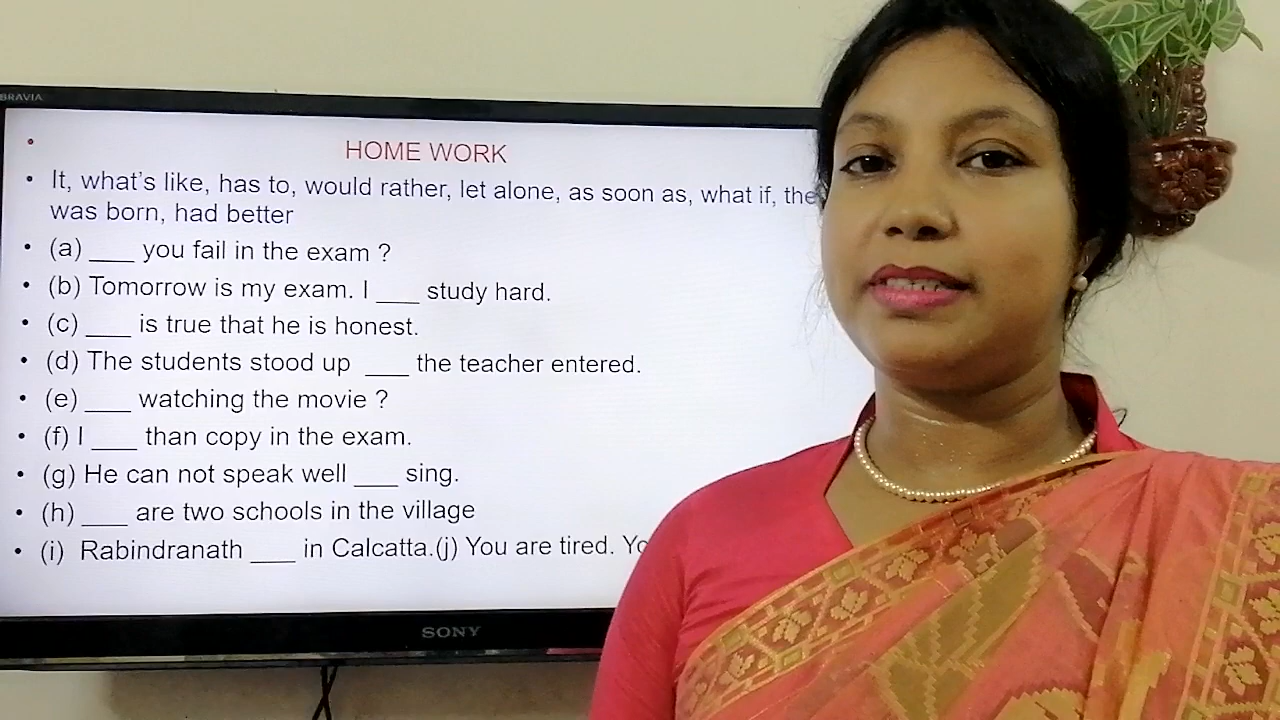 BRAVIA
HOME WORK
• It, what's like, has to, would rather, let alone, as soon as, what if,
was born, had better
• (a) ___ you fail in the exam ?
• (b) Tomorrow is my exam. I ___ study hard.
• (c) ___ is true that he is honest.
• (d) The students stood up ___ the teacher entered.
• (e) ___ watching the movie ?
• (f) I ___ than copy in the exam.
• (g) He can not speak well ___ sing.
• (h) ___ are two schools in the village
• (i) Rabindranath ___ in Calcatta.(j) You are tired.
SONY